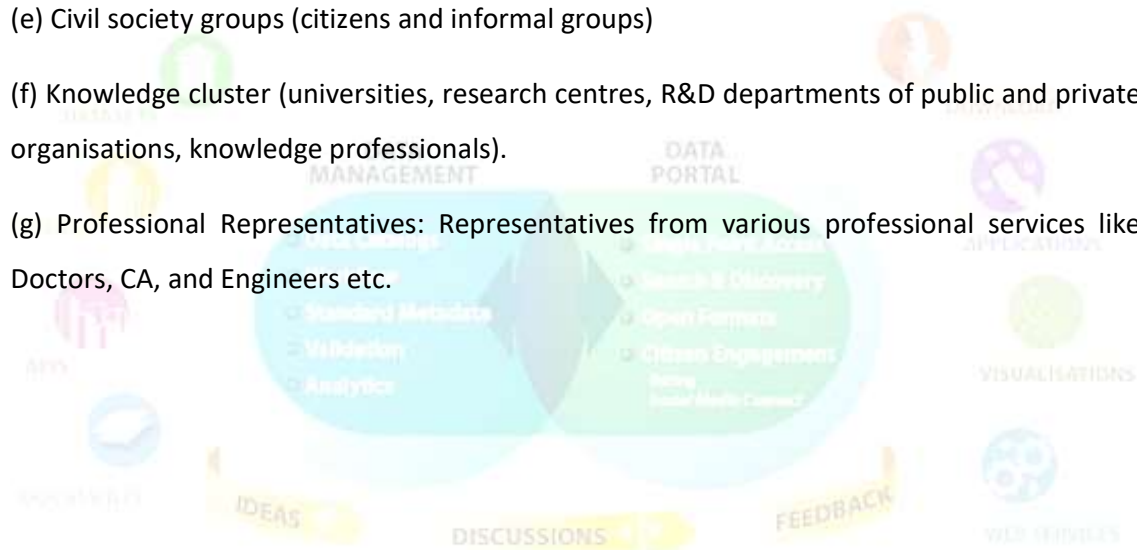 (e) Civil society groups (citizens and informal groups)
(f) Knowledge cluster (universities, research centres, R&D departments of public and private
organisations, knowledge professionals).
(g) Professional Representatives: Representatives from various professional services like
Doctors, CA, and Engineers etc.
MANAGEMENT
DATA
PORTAL
Standard Metadata
Validation
Analytics
Search & Discovery
Open Formats
Citizen Engagement
APPLICATIONS
VISUALISATIONS
WEB SERVICES
IDEAS
DISCUSSIONS
FEEDBACK